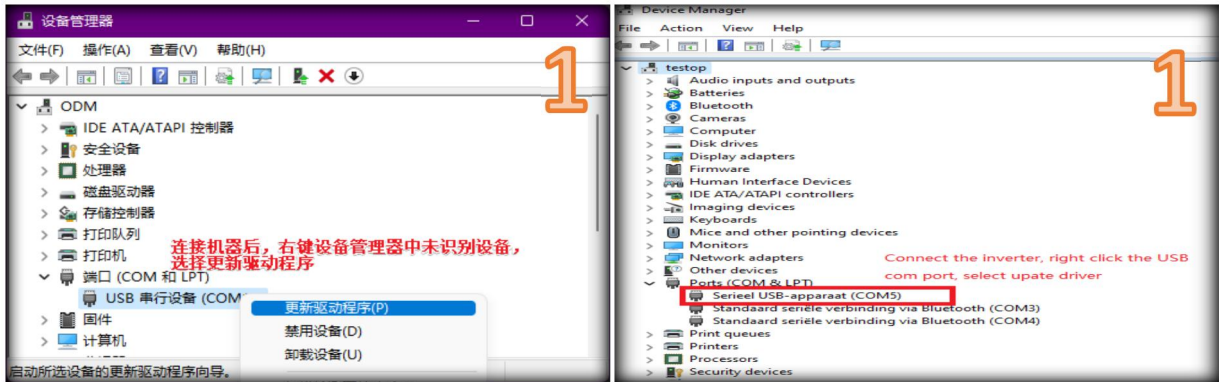 设备管理器
文件(F) 操作(A) 查看(V) 帮助(H)
1
ODM
IDE ATA/ATAPI 控制器
安全设备
处理器
磁盘驱动器
存储控制器
打印队列
打印机
连接机器后，右键设备管理器中未识别设备，
选择更新驱动程序
端口 (COM 和 LPT)
USB 串行设备 (COM
更新驱动程序(P)
禁用设备(D)
卸载设备(U)
固件
计算机
启动所选设备的更新驱动程序向导。
Device Manager
File Action View Help
1
testop
Audio inputs and outputs
Batteries
Bluetooth
Cameras
Computer
Disk drives
Display adapters
Firmware
Human Interface Devices
IDE ATA/ATAPI controllers
Imaging devices
Keyboards
Mice and other pointing devices
Monitors
Network adapters
Other devices
Connect the inverter, right click the USB
com port, select upate driver
Ports (COM & LPT)
Serieel USB-apparaat (COM5)
Standaard seriële verbinding via Bluetooth (COM3)
Standaard seriële verbinding via Bluetooth (COM4)
Print queues
Printers
Processors
Security devices